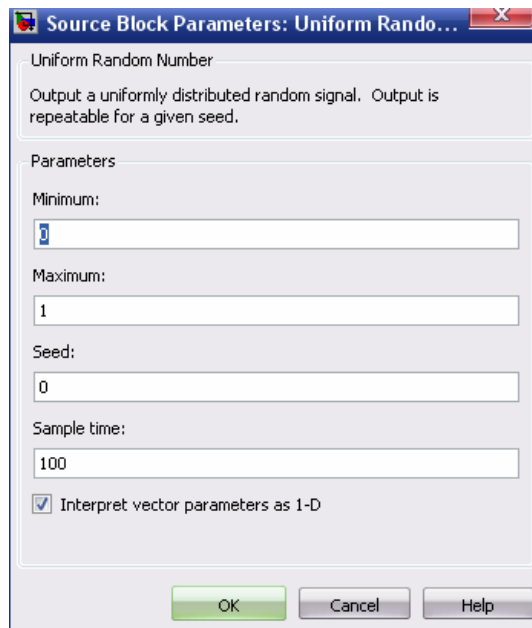 Source Block Parameters: Uniform Rando...
Uniform Random Number
Output a uniformly distributed random signal. Output is
repeatable for a given seed.
Parameters
Minimum:
0
Maximum:
1
Seed:
0
Sample time:
100
Interpret vector parameters as 1-D
OK Cancel Help